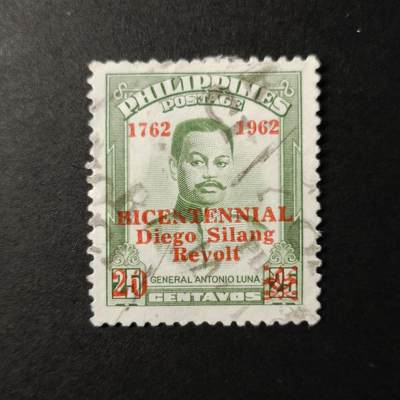 PHILIPPINES
POSTAGE
1762 1962
BICENTENNIAL
Diego Silang
Revolt
GENERAL ANTONIO LUNA
20 CENTAVOS